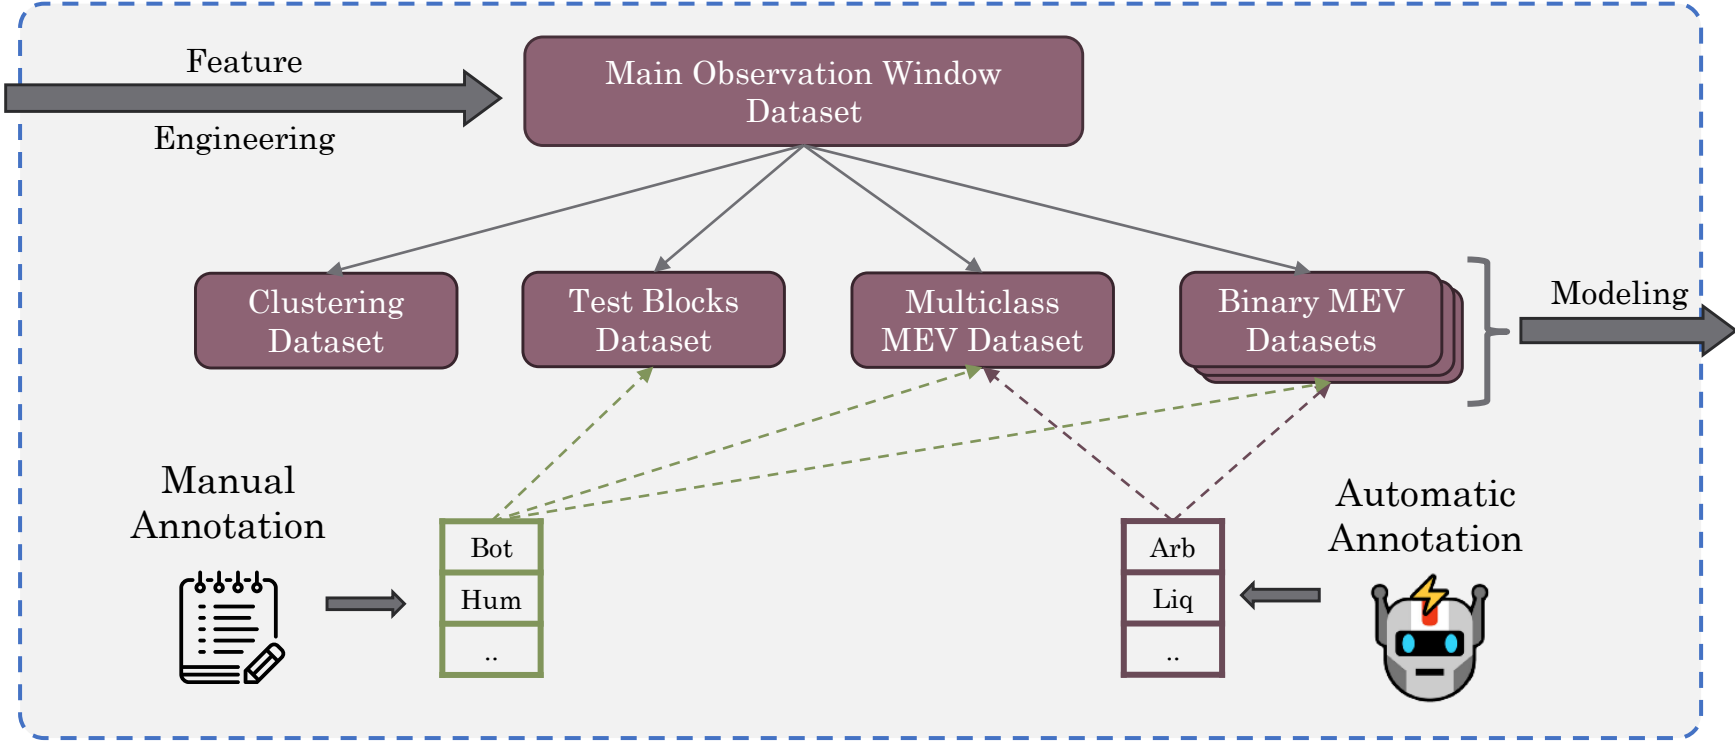 Feature
Engineering
Main Observation Window
Dataset
Clustering
Dataset
Test Blocks
Dataset
Multiclass
MEV Dataset
Binary MEV
Datasets
Modeling
Manual
Annotation
Bot
Hum
..
Arb
Liq
..
Automatic
Annotation